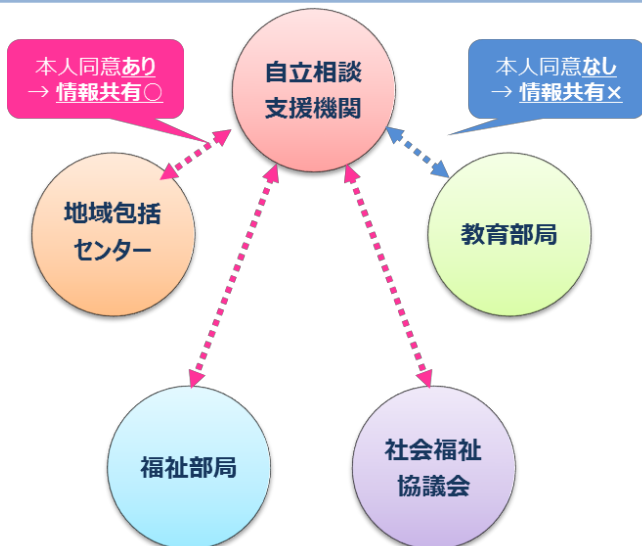 本人同意あり
→ 情報共有○
自立相談
支援機関
本人同意なし
→ 情報共有×
地域包括
センター
教育部局
福祉部局
社会福祉
協議会